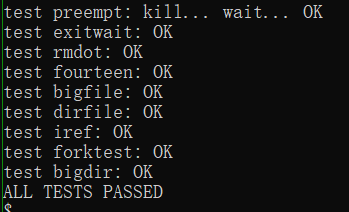 test preempt: kill... wait... OK
test exitwait: OK
test rmdot: OK
test fourteen: OK
test bigfile: OK
test dirfile: OK
test iref: OK
test forktest: OK
test bigdir: OK
ALL TESTS PASSED
$